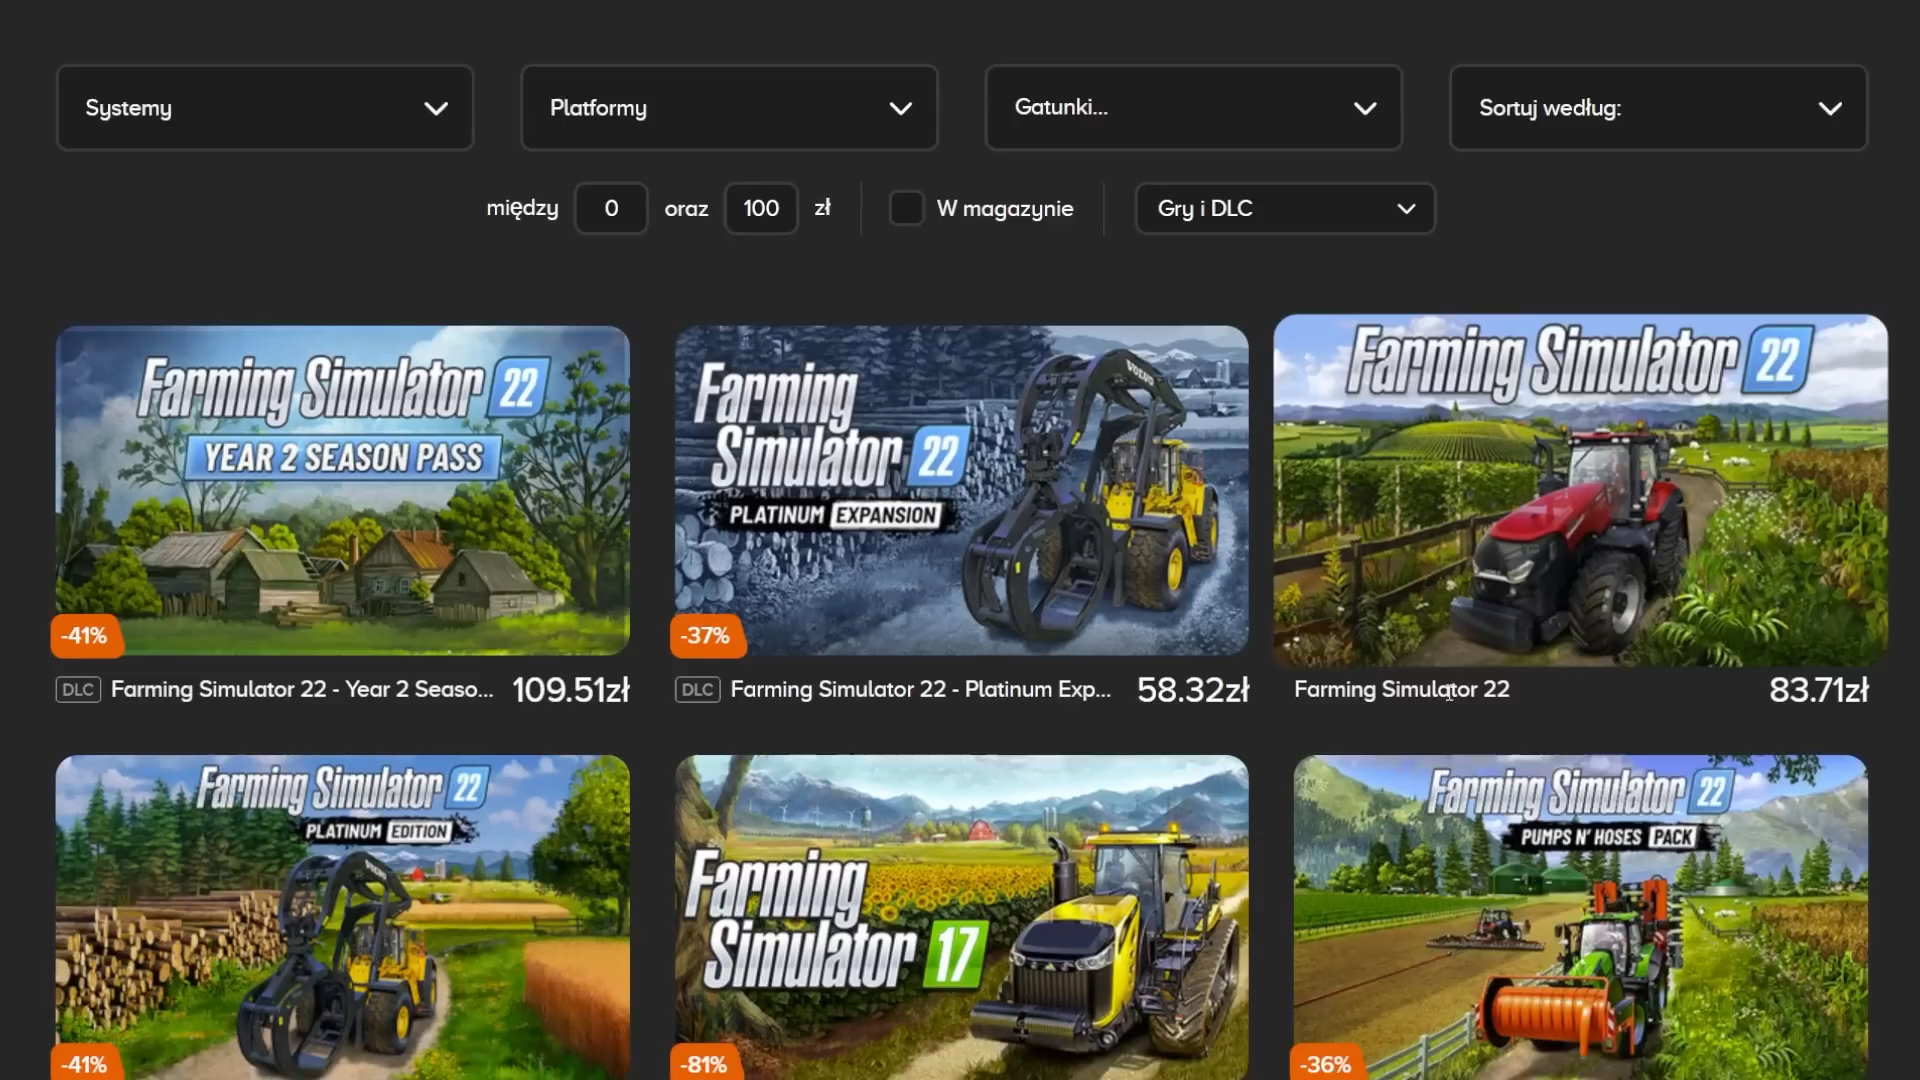 Systemy
Platformy
Gatunki...
Sortuj według:
między 0 oraz 100 zł
W magazynie
Gry i DLC
Farming Simulator 22
YEAR 2 SEASON PASS
-41%
DLC Farming Simulator 22 - Year 2 Seaso... 109.51zł
Farming
Simulator 22
PLATINUM EXPANSION
VOLVO
-37%
DLC Farming Simulator 22 - Platinum Exp... 58.32zł
Farming Simulator 22
Farming Simulator 22 83.71zł
Farming Simulator 22
PLATINUM EDITION
VOLVO
-41%
Farming
Simulator 17
-81%
Farming Simulator 22
PUMPS N' HOSES PACK
-36%